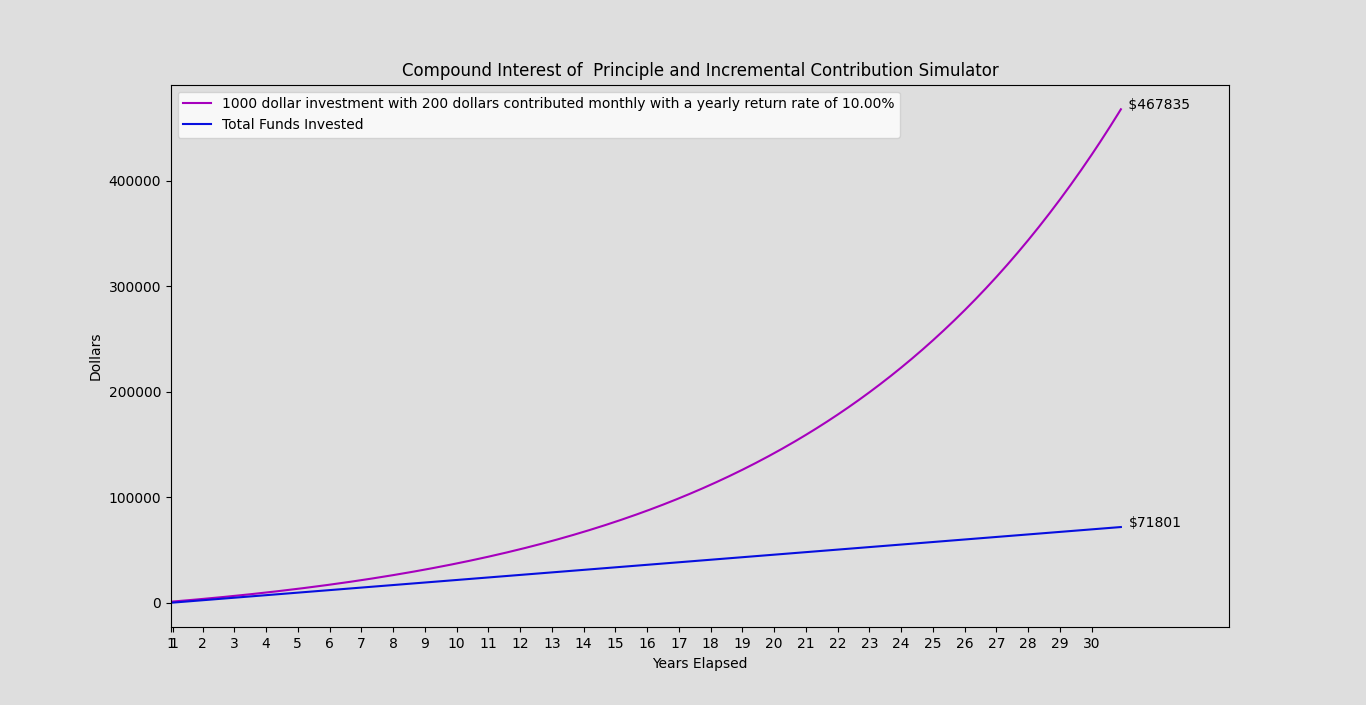 Compound Interest of  Principle and Incremental Contribution Simulator
1000 dollar investment with 200 dollars contributed monthly with a yearly return rate of 10.00%
Total Funds Invested
$467835
$71801
400000
300000
200000
100000
0
Dollars
1 1 2 3 4 5 6 7 8 9 10 11 12 13 14 15 16 17 18 19 20 21 22 23 24 25 26 27 28 29 30
Years Elapsed